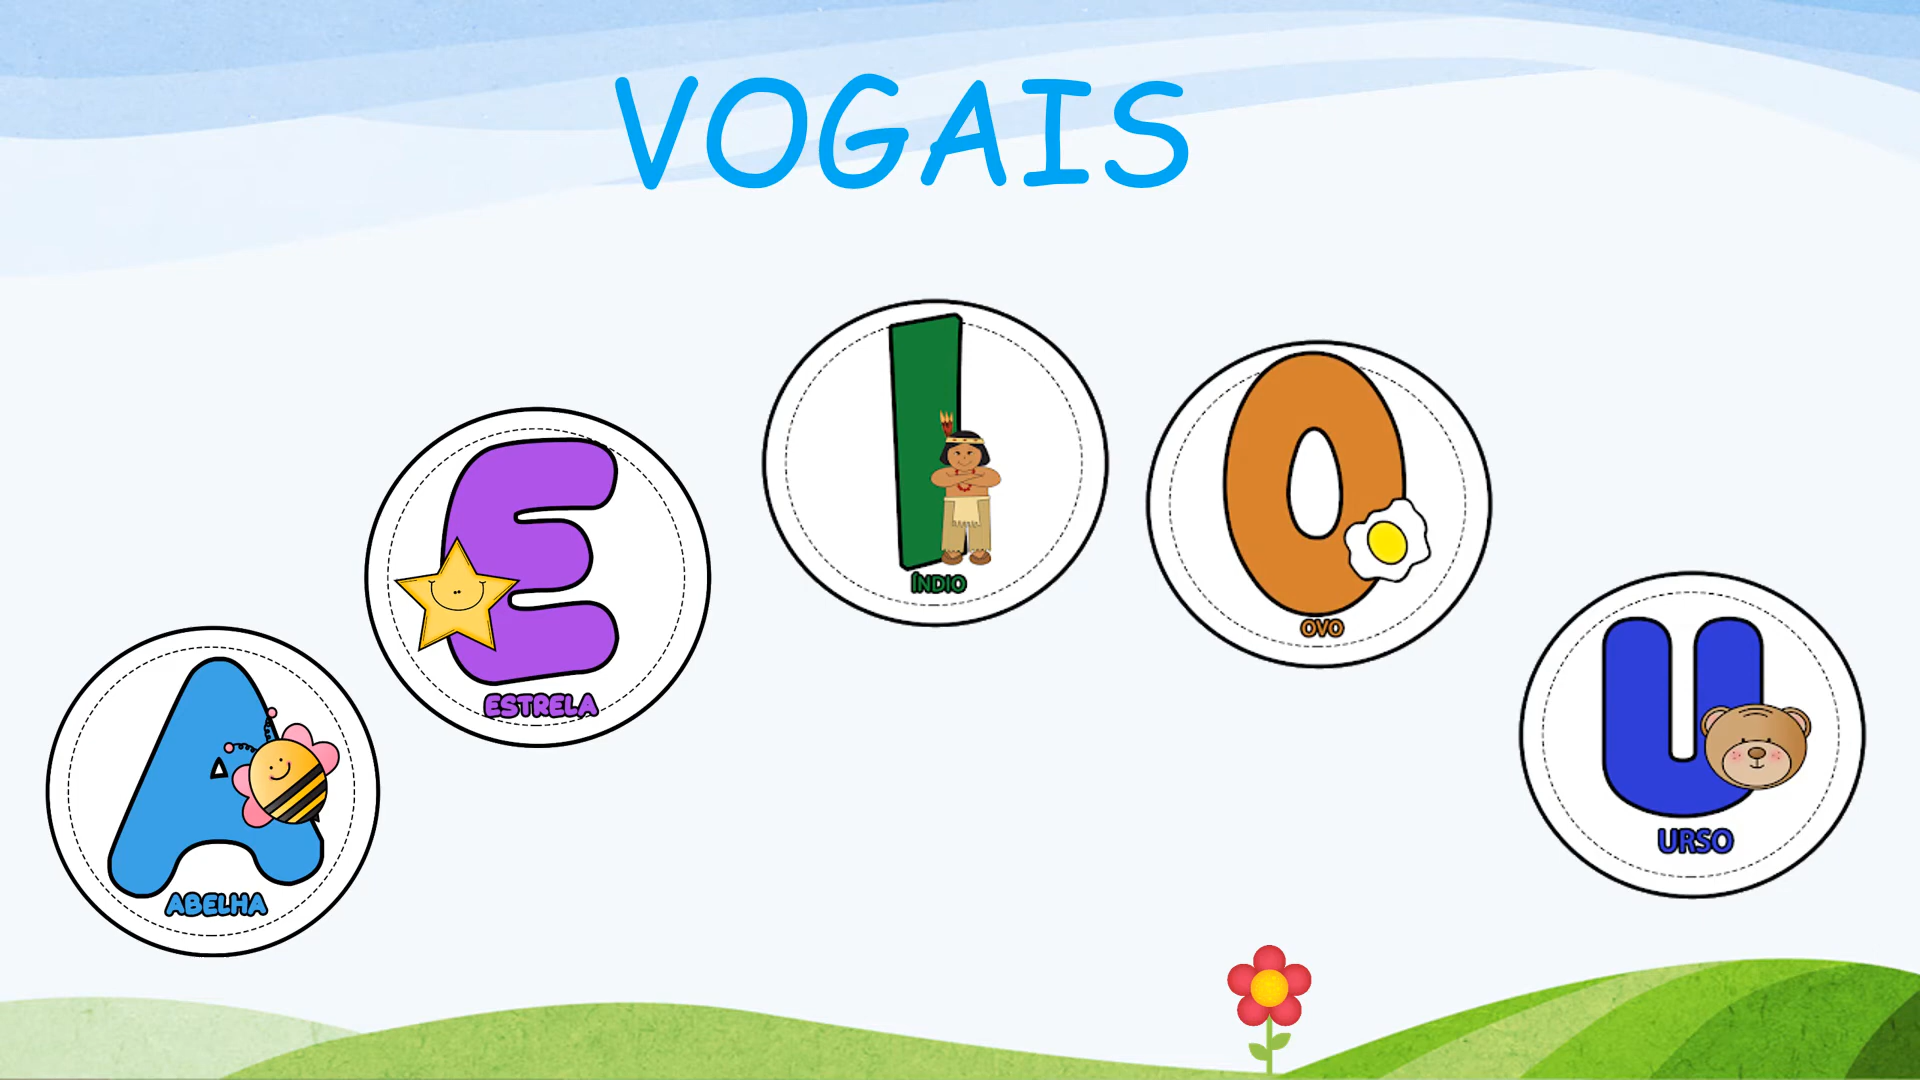 VOGAIS
A
ABELHA
E
ESTRELA
I
ÍNDIO
O
OVO
U
URSO